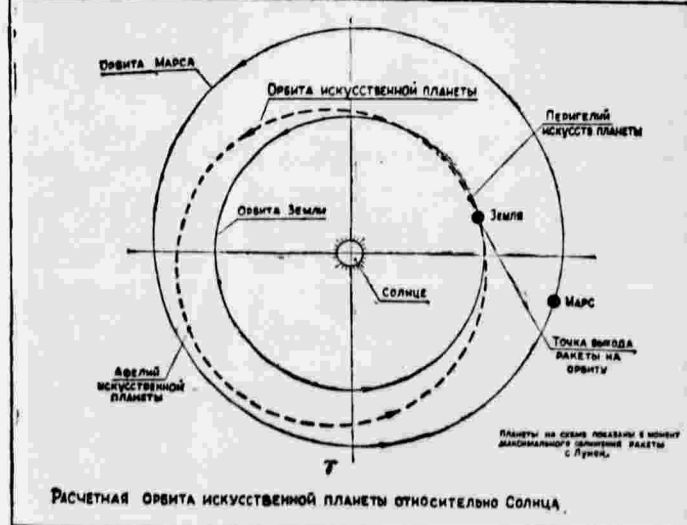 Орбита Марса
Орбита искусственной планеты
Перигелий
искусств планеты
Орбита Земли
Земля
Солнце
Марс
Точка выхода
ракеты на
орбиту
Афелий
искусственной
планеты
Планеты на схеме показаны в момент
максимального сближения ракеты
с Луной.
♈
Расчетная орбита искусственной планеты относительно Солнца